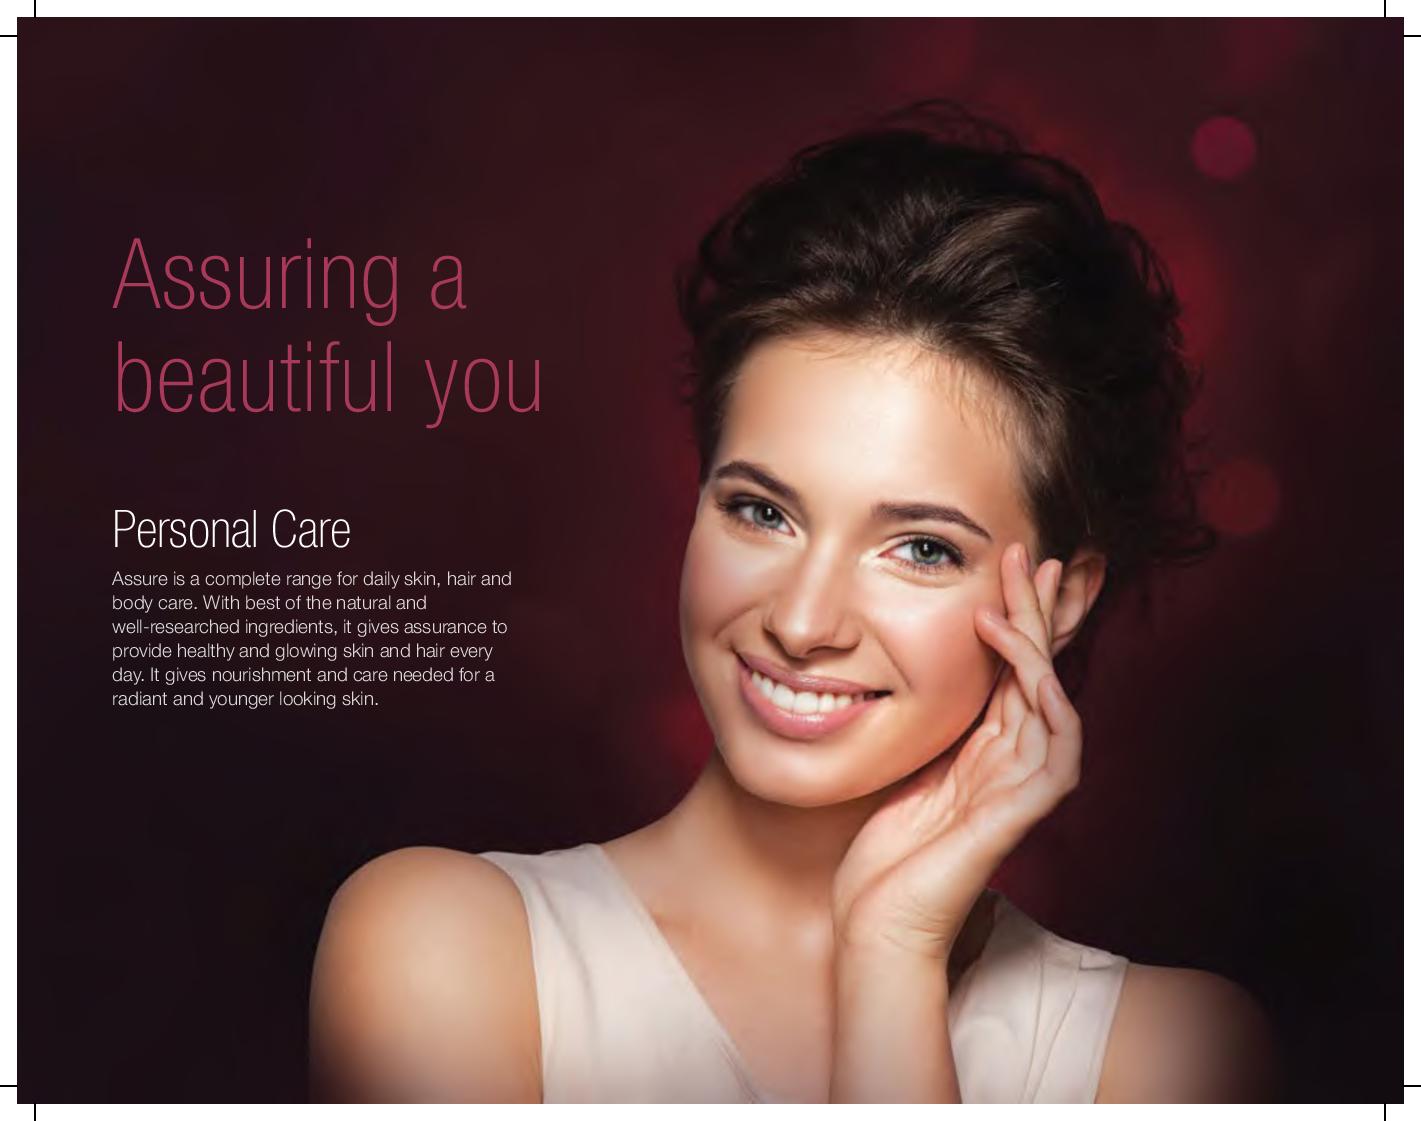 Assuring a
beautiful you
Personal Care
Assure is a complete range for daily skin, hair and
body care. With best of the natural and
well-researched ingredients, it gives assurance to
provide healthy and glowing skin and hair every
day. It gives nourishment and care needed for a
radiant and younger looking skin.